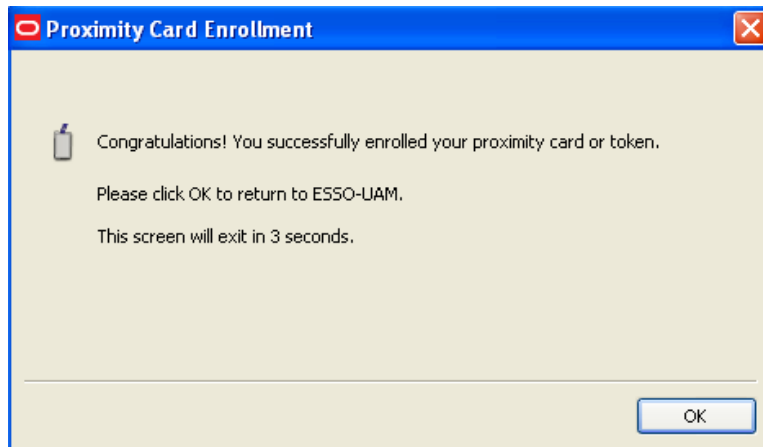 Proximity Card Enrollment
Congratulations! You successfully enrolled your proximity card or token.
Please click OK to return to ESSO-UAM.
This screen will exit in 3 seconds.
OK